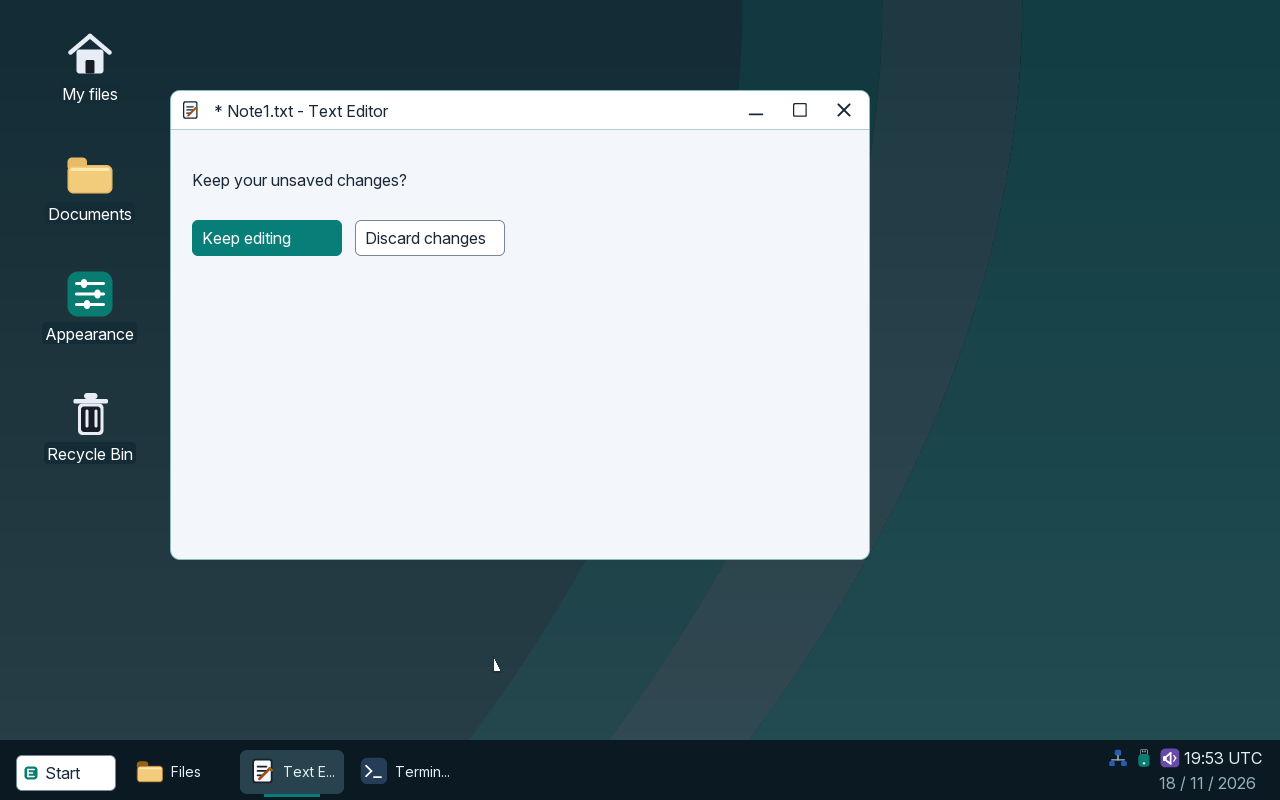 My files
Documents
Appearance
Recycle Bin
* Note1.txt - Text Editor
Keep your unsaved changes?
Keep editing
Discard changes
Start
Files
Text E...
Termin...
19:53 UTC
18 / 11 / 2026